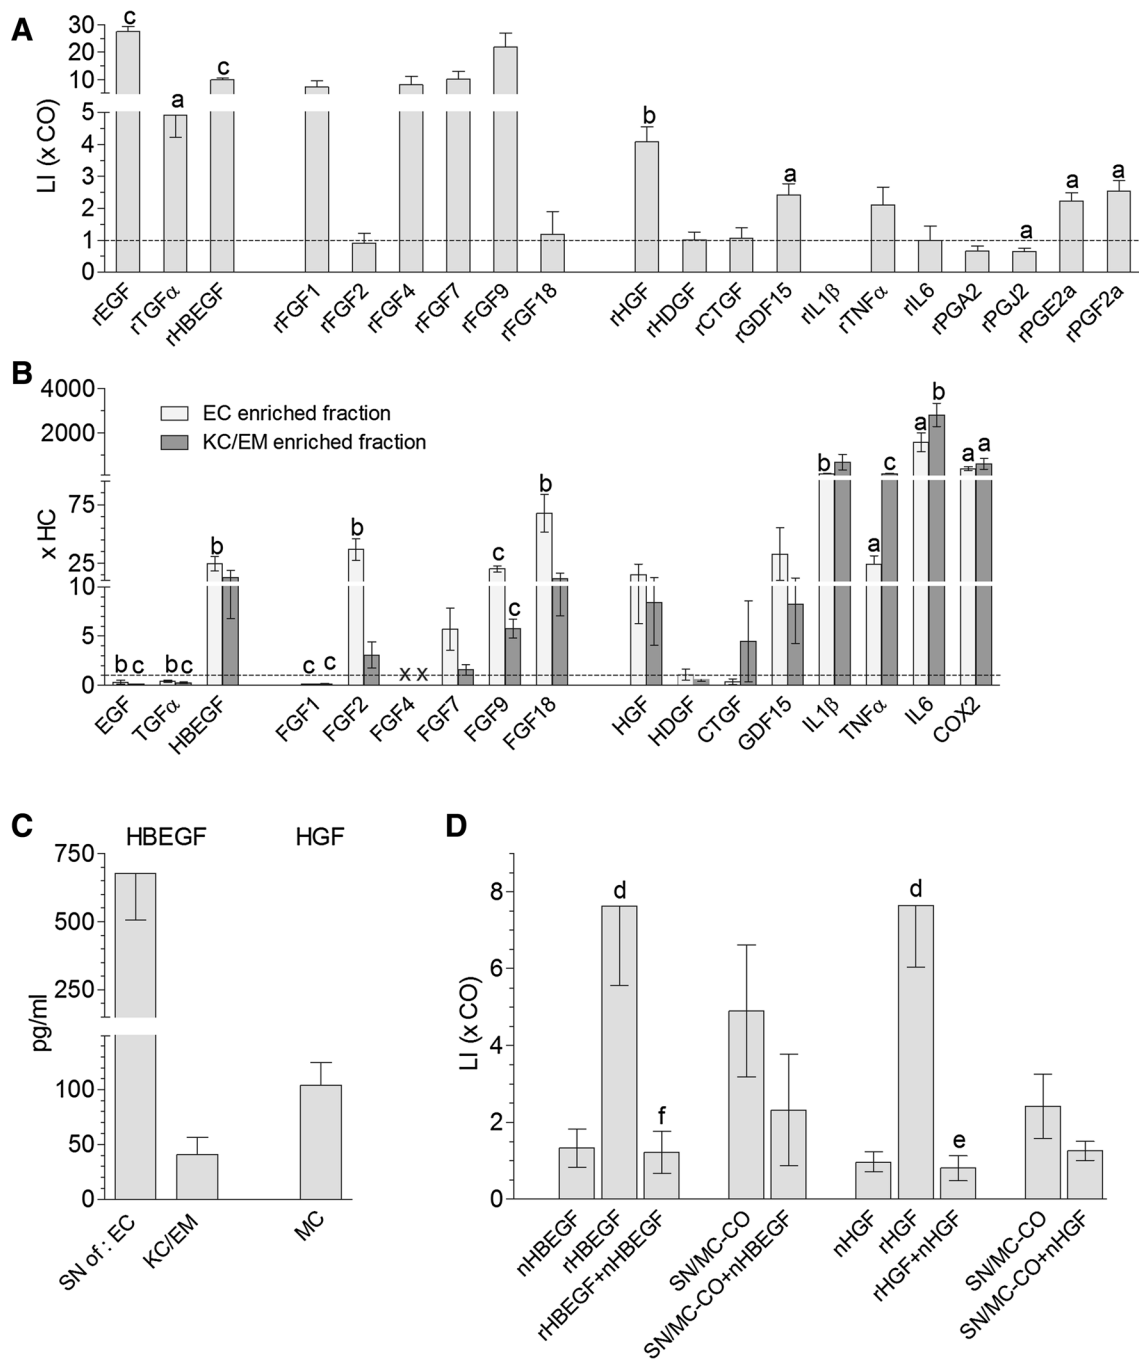 A
LI (x CO)
30
20
10
5
4
3
2
1
0
c
a
c
b
a
a
a
a
rEGF
rTGFα
rHBEGF
rFGF1
rFGF2
rFGF4
rFGF7
rFGF9
rFGF18
rHGF
rHDGF
rCTGF
rGDF15
rIL1β
rTNFα
rIL6
rPGA2
rPGJ2
rPGE2a
rPGF2a
B
x HC
4000
2000
75
25
10
5
0
EC enriched fraction
KC/EM enriched fraction
b c
b c
b
c c
b
x x
c
c
b
b
a
c
a
b
a
a
EGF
TGFα
HBEGF
FGF1
FGF2
FGF4
FGF7
FGF9
FGF18
HGF
HDGF
CTGF
GDF15
IL1β
TNFα
IL6
COX2
C
HBEGF
HGF
pg/ml
750
500
250
100
50
0
SN of : EC
KC/EM
MC
D
LI (x CO)
8
6
4
2
0
d
f
d
e
nHBEGF
rHBEGF
rHBEGF+nHBEGF
SN/MC-CO
SN/MC-CO+nHBEGF
nHGF
rHGF
rHGF+nHGF
SN/MC-CO
SN/MC-CO+nHGF